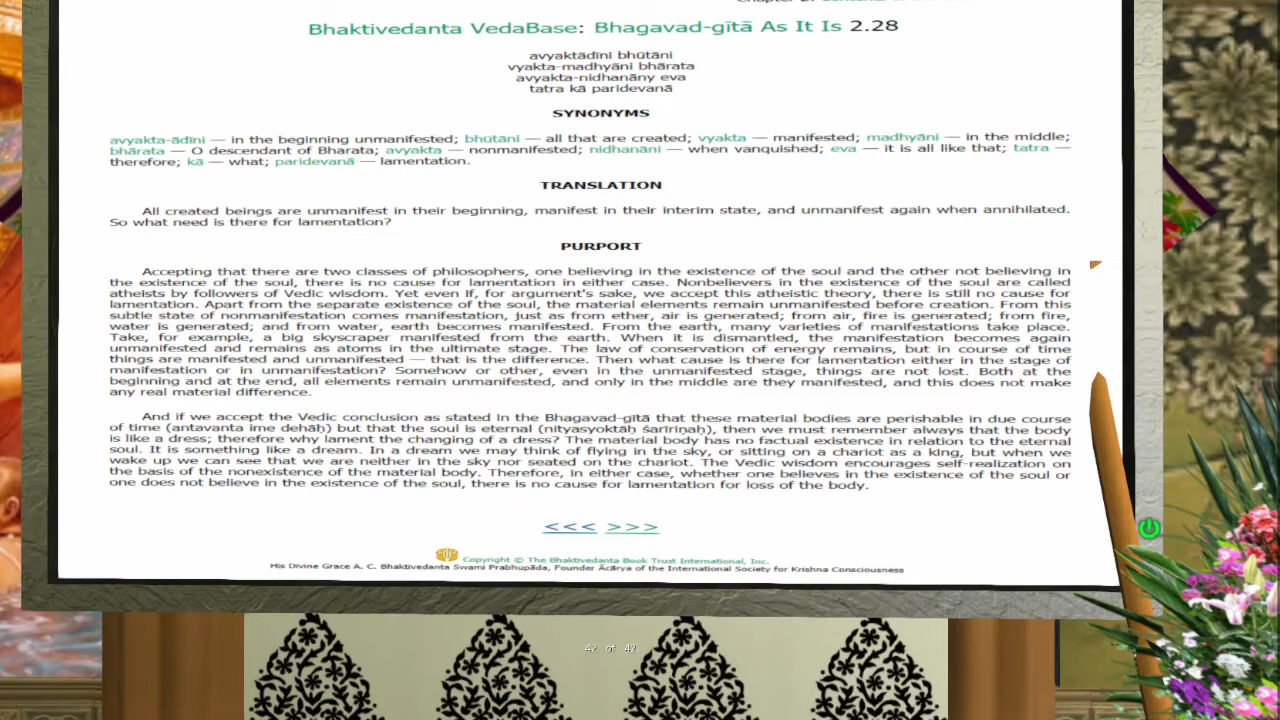 Bhaktivedanta VedaBase: Bhagavad-gītā As It Is 2.28
avyaktādīni bhūtāni
vyakta-madhyāni bhārata
avyakta-nidhanāny eva
tatra kā paridevanā
SYNONYMS
avyakta-ādīni — in the beginning unmanifested; bhūtāni — all that are created; vyakta — manifested; madhyāni — in the middle;
bhārata — O descendant of Bharata; avyakta — nonmanifested; nidhanāni — when vanquished; eva — it is all like that; tatra —
therefore; kā — what; paridevanā — lamentation.
TRANSLATION
All created beings are unmanifest in their beginning, manifest in their interim state, and unmanifest again when annihilated.
So what need is there for lamentation?
PURPORT
Accepting that there are two classes of philosophers, one believing in the existence of the soul and the other not believing in
the existence of the soul, there is no cause for lamentation in either case. Nonbelievers in the existence of the soul are called
atheists by followers of Vedic wisdom. Yet even if, for argument's sake, we accept this atheistic theory, there is still no cause for
lamentation. Apart from the separate existence of the soul, the material elements remain unmanifested before creation. From this
subtle state of nonmanifestation comes manifestation, just as from ether, air is generated; from air, fire is generated; from fire,
water is generated; and from water, earth becomes manifested. From the earth, many varieties of manifestations take place.
Take, for example, a big skyscraper manifested from the earth. When it is dismantled, the manifestation becomes again
unmanifested and remains as atoms in the ultimate stage. The law of conservation of energy remains, but in course of time
things are manifested and unmanifested — that is the difference. Then what cause is there for lamentation either in the stage of
manifestation or in unmanifestation? Somehow or other, even in the unmanifested stage, things are not lost. Both at the
beginning and at the end, all elements remain unmanifested, and only in the middle are they manifested, and this does not make
any real material difference.
And if we accept the Vedic conclusion as stated in the Bhagavad-gītā that these material bodies are perishable in due course
of time (antavanta ime dehāḥ) but that the soul is eternal (nityasyoktāḥ śarīriṇaḥ), then we must remember always that the body
is like a dress; therefore why lament the changing of a dress? The material body has no factual existence in relation to the eternal
soul. It is something like a dream. In a dream we may think of flying in the sky, or sitting on a chariot as a king, but when we
wake up we can see that we are neither in the sky nor seated on the chariot. The Vedic wisdom encourages self-realization on
the basis of the nonexistence of the material body. Therefore, in either case, whether one believes in the existence of the soul or
one does not believe in the existence of the soul, there is no cause for lamentation for loss of the body.
<<< >>>
Copyright © The Bhaktivedanta Book Trust International, Inc.
His Divine Grace A. C. Bhaktivedanta Swami Prabhupāda, Founder Ācārya of the International Society for Krishna Consciousness
42 of 42